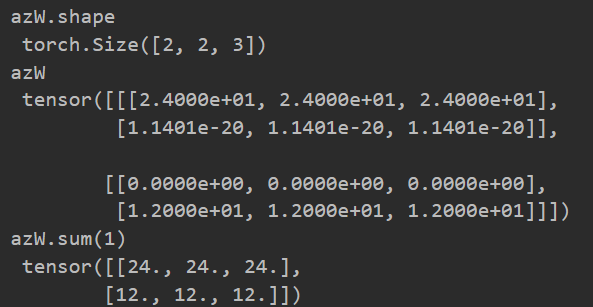 azW.shape
torch.Size([2, 2, 3])
azW
tensor([[[2.4000e+01, 2.4000e+01, 2.4000e+01],
[1.1401e-20, 1.1401e-20, 1.1401e-20]],
[[0.0000e+00, 0.0000e+00, 0.0000e+00],
[1.2000e+01, 1.2000e+01, 1.2000e+01]]])
azW.sum(1)
tensor([[24., 24., 24.],
[12., 12., 12.]])